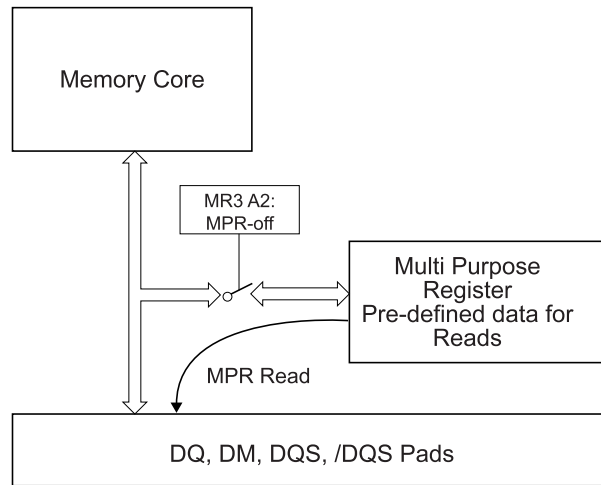 Memory Core
MR3 A2:
MPR-off
Multi Purpose
Register
Pre-defined data for
Reads
MPR Read
DQ, DM, DQS, /DQS Pads